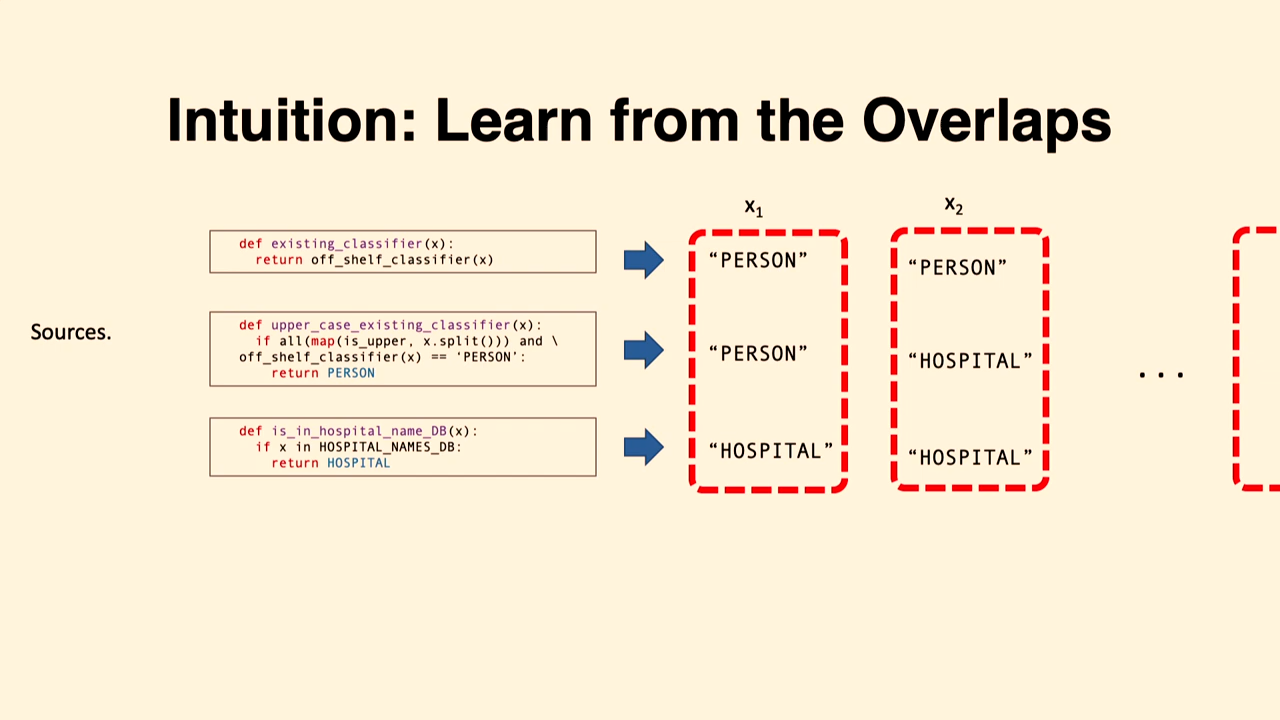 Intuition: Learn from the Overlaps
x1
x2
def existing_classifier(x):
return off_shelf_classifier(x)
“PERSON”
“PERSON”
Sources.
def upper_case_existing_classifier(x):
if all(map(is_upper, x.split())) and \
off_shelf_classifier(x) == 'PERSON':
return PERSON
“PERSON”
“HOSPITAL”
...
def is_in_hospital_name_DB(x):
if x in HOSPITAL_NAMES_DB:
return HOSPITAL
“HOSPITAL”
“HOSPITAL”